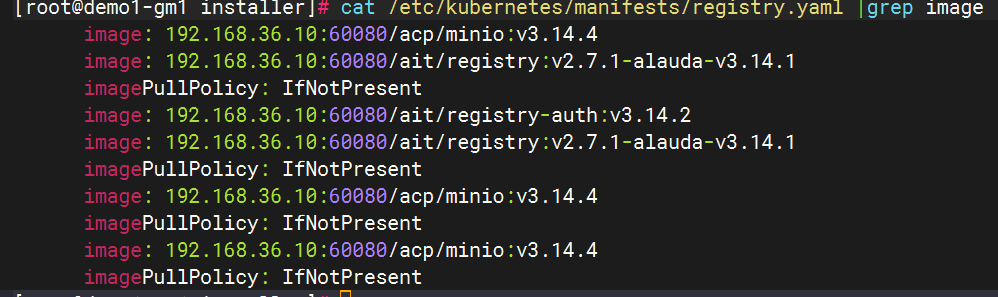 [root@demo1-gm1 installer]# cat /etc/kubernetes/manifests/registry.yaml |grep image
image: 192.168.36.10:60080/acp/minio:v3.14.4
image: 192.168.36.10:60080/ait/registry:v2.7.1-alauda-v3.14.1
imagePullPolicy: IfNotPresent
image: 192.168.36.10:60080/ait/registry-auth:v3.14.2
image: 192.168.36.10:60080/ait/registry:v2.7.1-alauda-v3.14.1
imagePullPolicy: IfNotPresent
image: 192.168.36.10:60080/acp/minio:v3.14.4
imagePullPolicy: IfNotPresent
image: 192.168.36.10:60080/acp/minio:v3.14.4
imagePullPolicy: IfNotPresent